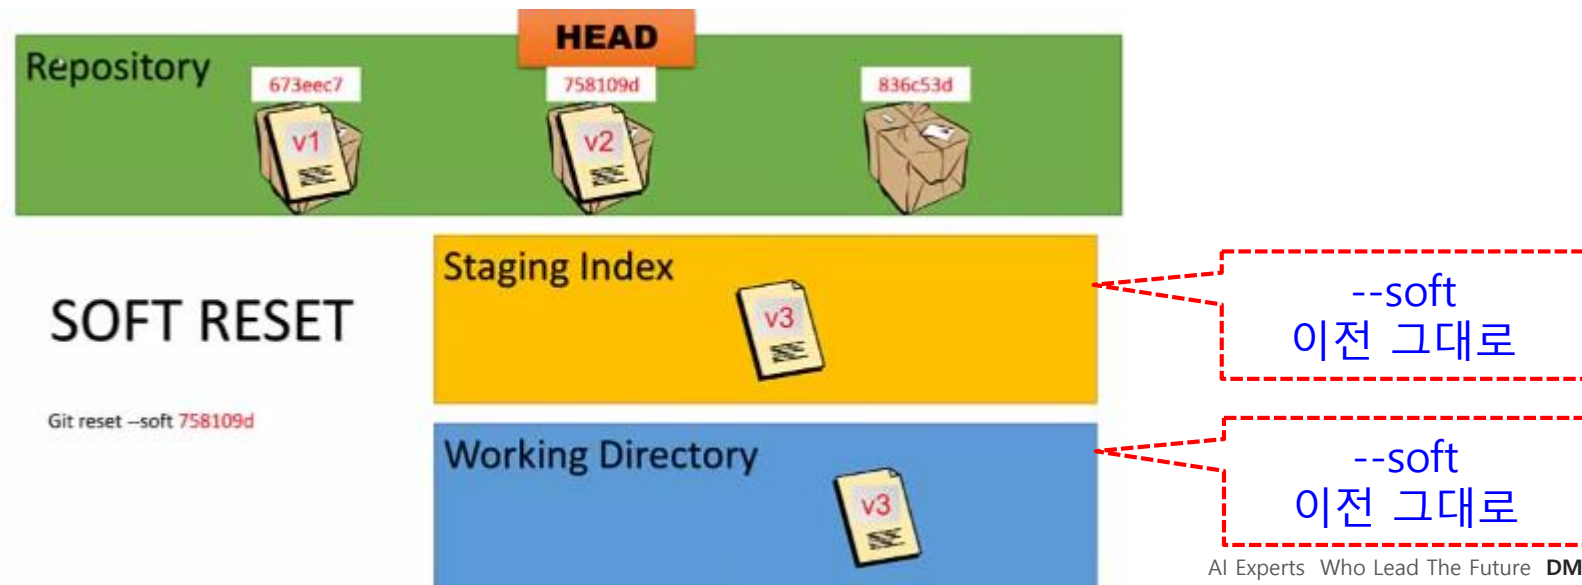 HEAD
Repository
673eec7
758109d
836c53d
v1
v2
Staging Index
v3
SOFT RESET
Git reset --soft 758109d
Working Directory
v3
--soft
이전 그대로
--soft
이전 그대로
AI Experts Who Lead The Future DM